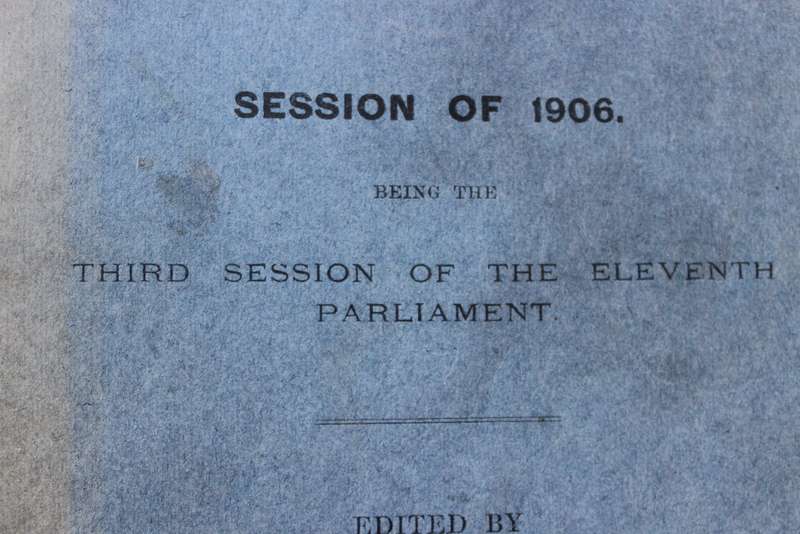 SESSION OF 1906.
BEING THE
THIRD SESSION OF THE ELEVENTH
PARLIAMENT.
EDITED BY